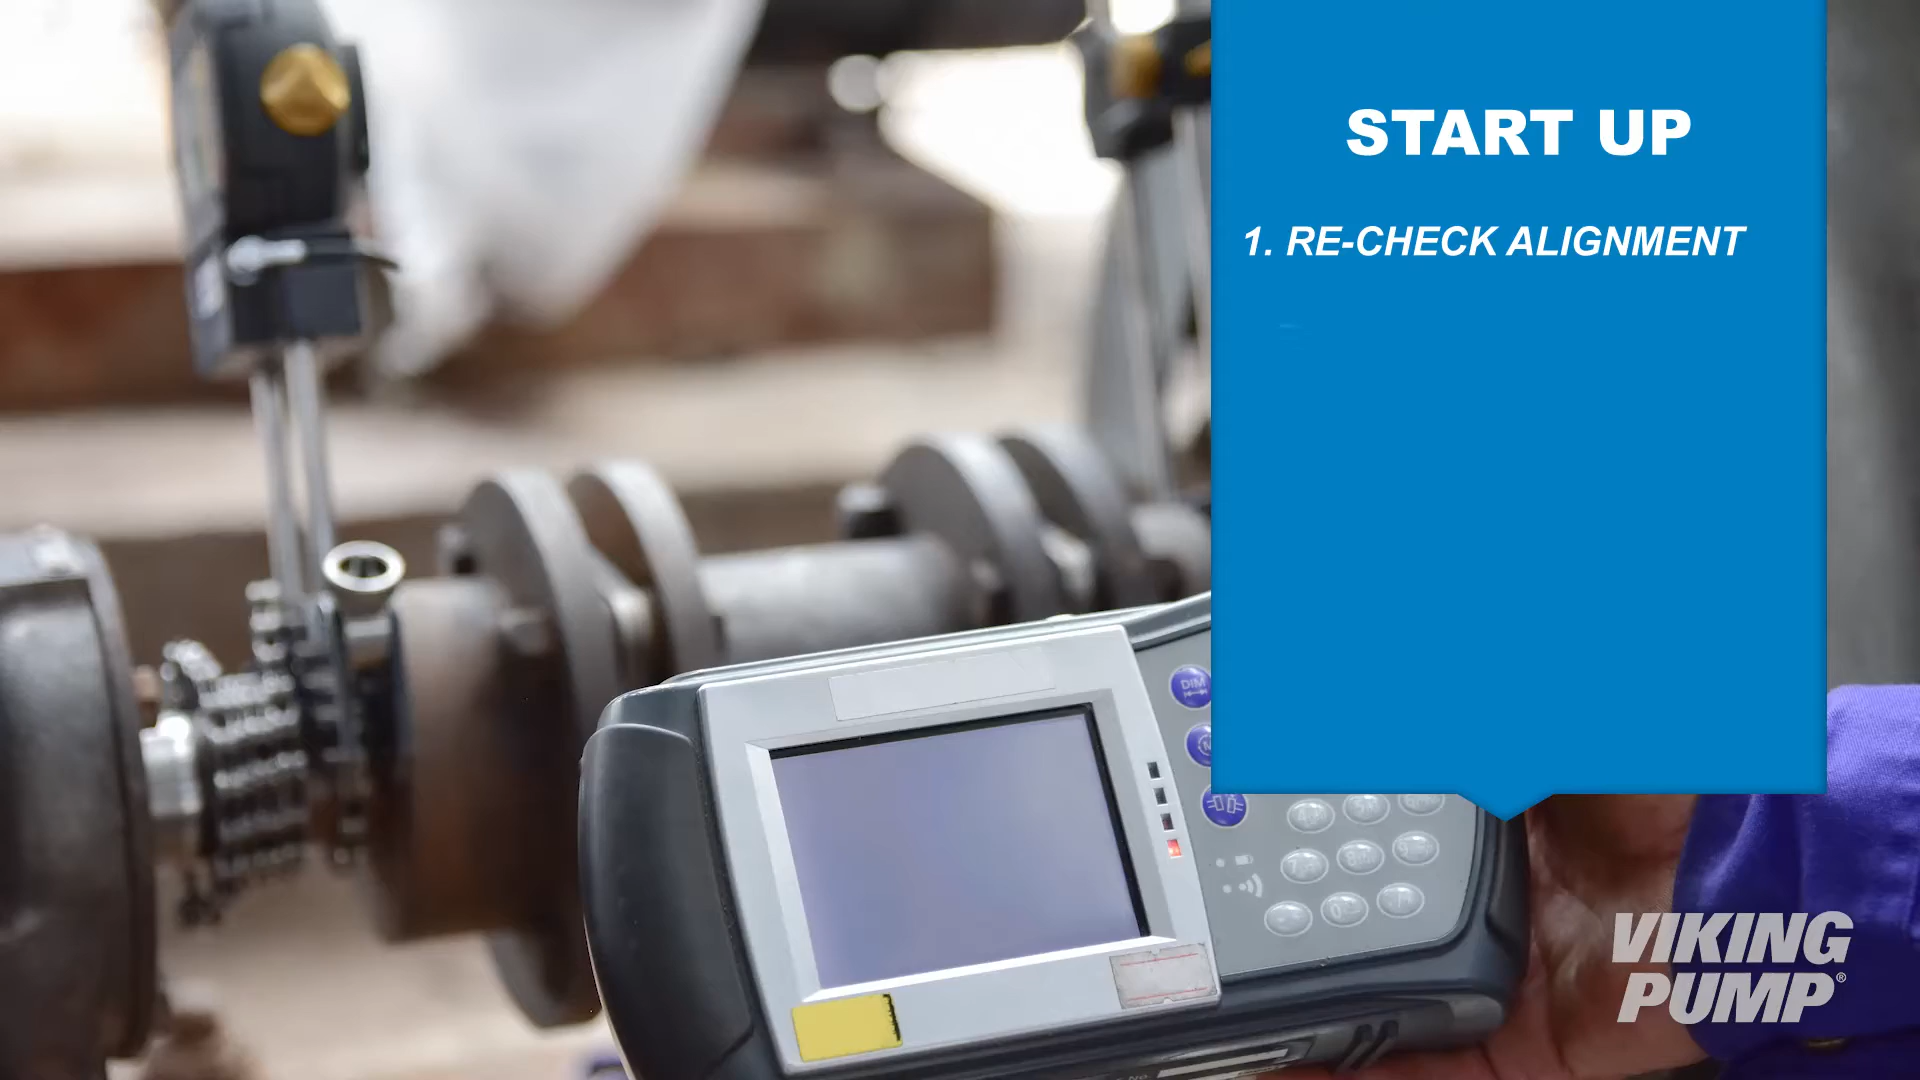 START UP
1. RE-CHECK ALIGNMENT
DIM
VIKING
PUMP®